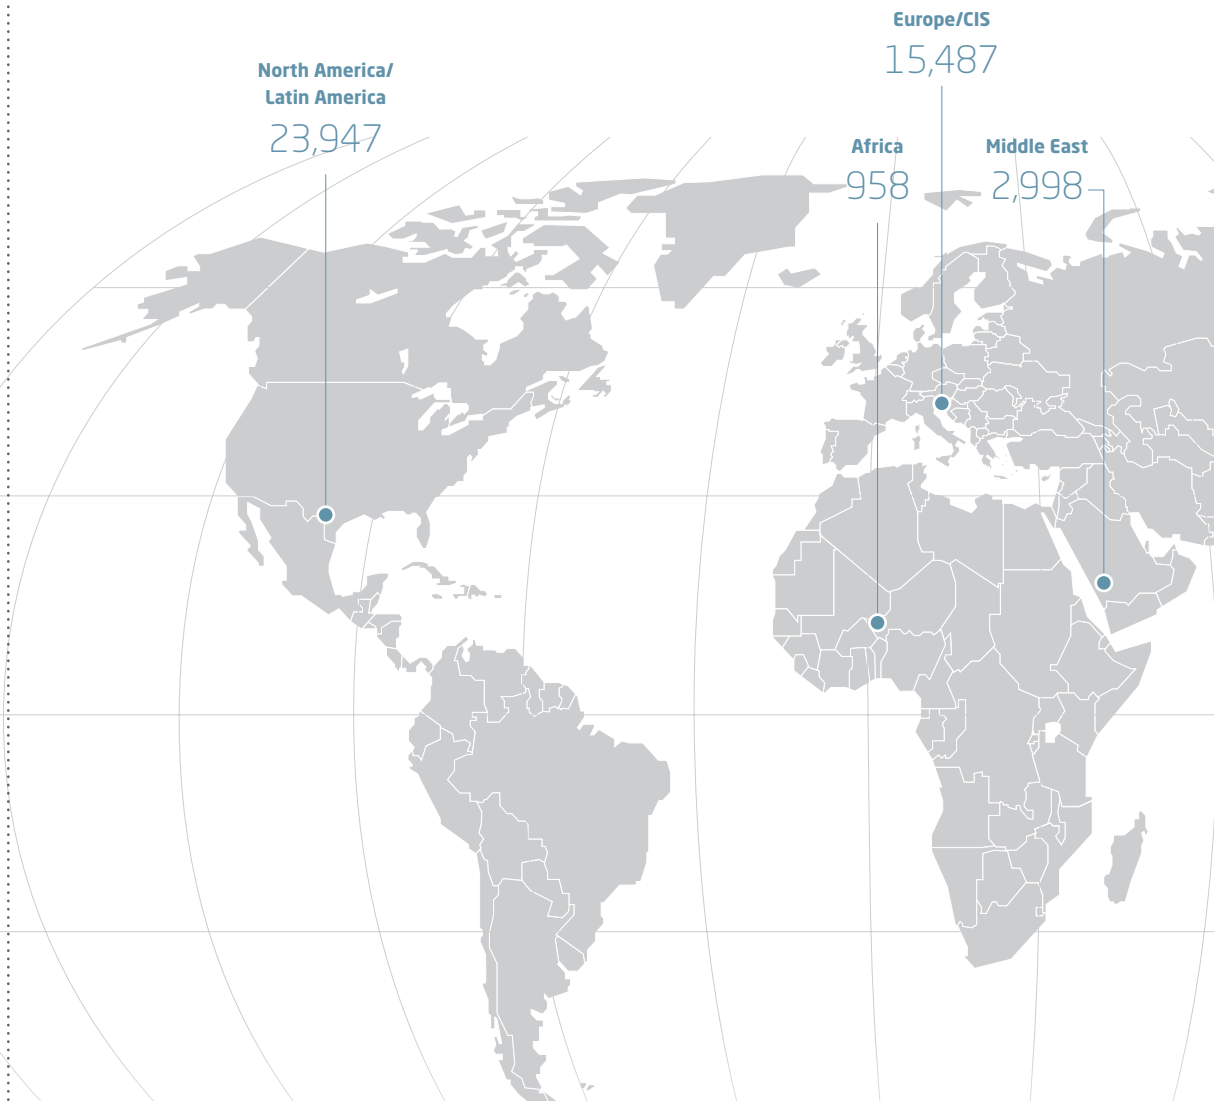 Europe/CIS
15,487
North America/
Latin America
23,947
Africa
958
Middle East
2,998